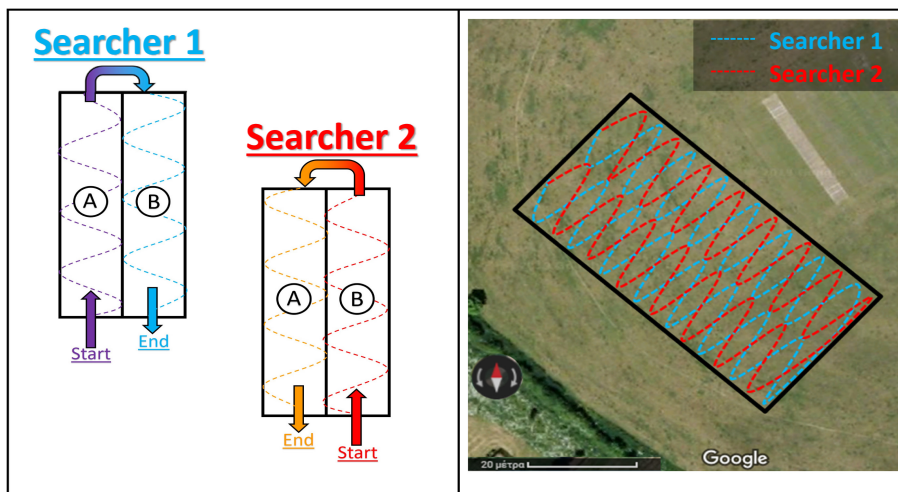 Searcher 1
A
B
Start
End
Searcher 2
A
B
End
Start
Searcher 1
Searcher 2
20 μέτρα
Google